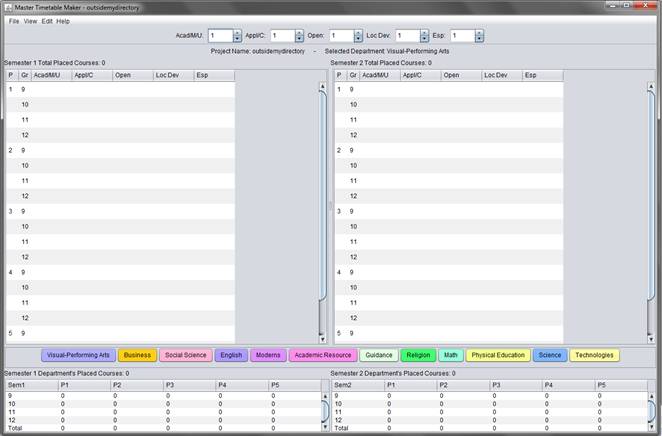 Master Timetable Maker - outsidemydirectory
File View Edit Help
Acad/M/U: 1 Appl/C: 1 Open: 1 Loc Dev: 1 Esp: 1
Project Name: outsidemydirectory - Selected Department: Visual-Performing Arts
Semester 1 Total Placed Courses: 0 Semester 2 Total Placed Courses: 0
P Gr Acad/M/U Appl/C Open Loc Dev Esp P Gr Acad/M/U Appl/C Open Loc Dev Esp
1 9 1 9
10 10
11 11
12 12
2 9 2 9
10 10
11 11
12 12
3 9 3 9
10 10
11 11
12 12
4 9 4 9
10 10
11 11
12 12
5 9 5 9
Visual-Performing Arts Business Social Science English Moderns Academic Resource Guidance Religion Math Physical Education Science Technologies
Semester 1 Department's Placed Courses: 0 Semester 2 Department's Placed Courses: 0
Sem1 P1 P2 P3 P4 P5 Sem2 P1 P2 P3 P4 P5
9 0 0 0 0 0 9 0 0 0 0 0
10 0 0 0 0 0 10 0 0 0 0 0
11 0 0 0 0 0 11 0 0 0 0 0
12 0 0 0 0 0 12 0 0 0 0 0
Total 0 0 0 0 0 Total 0 0 0 0 0